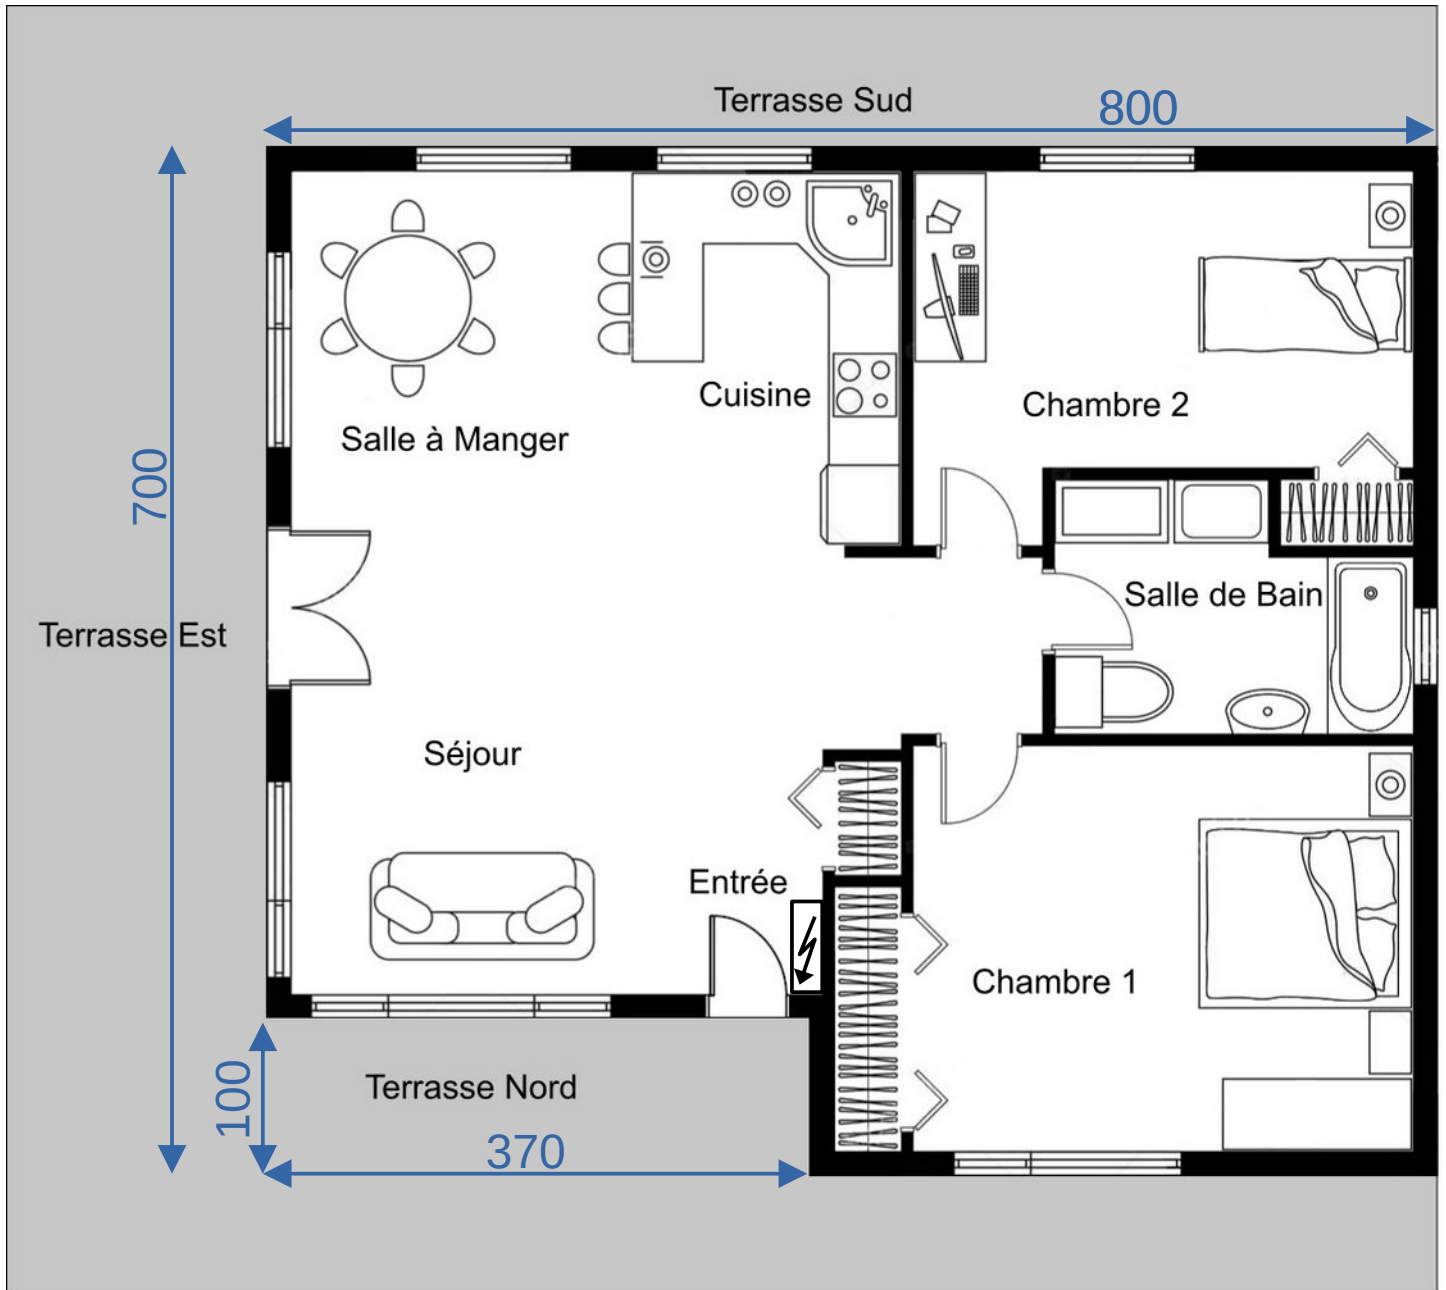 Terrasse Sud
800
Cuisine
Chambre 2
Salle à Manger
700
Salle de Bain
Terrasse Est
Séjour
Entrée
Chambre 1
Terrasse Nord
100
370